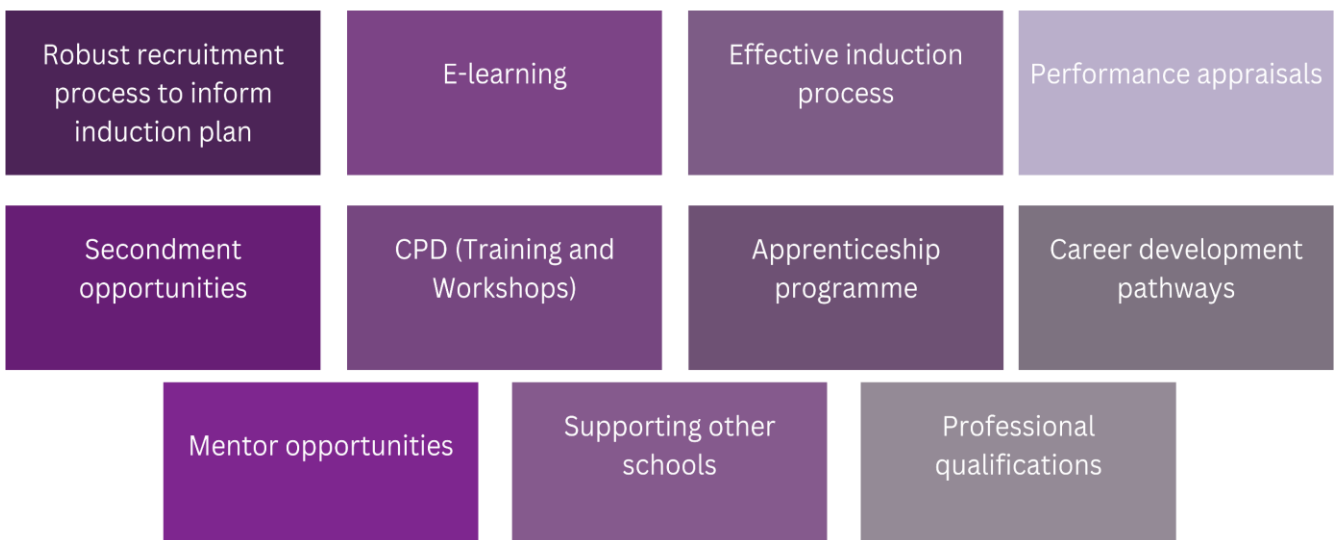 Robust recruitment
process to inform
induction plan
E-learning
Effective induction
process
Performance appraisals
Secondment
opportunities
CPD (Training and
Workshops)
Apprenticeship
programme
Career development
pathways
Mentor opportunities
Supporting other
schools
Professional
qualifications